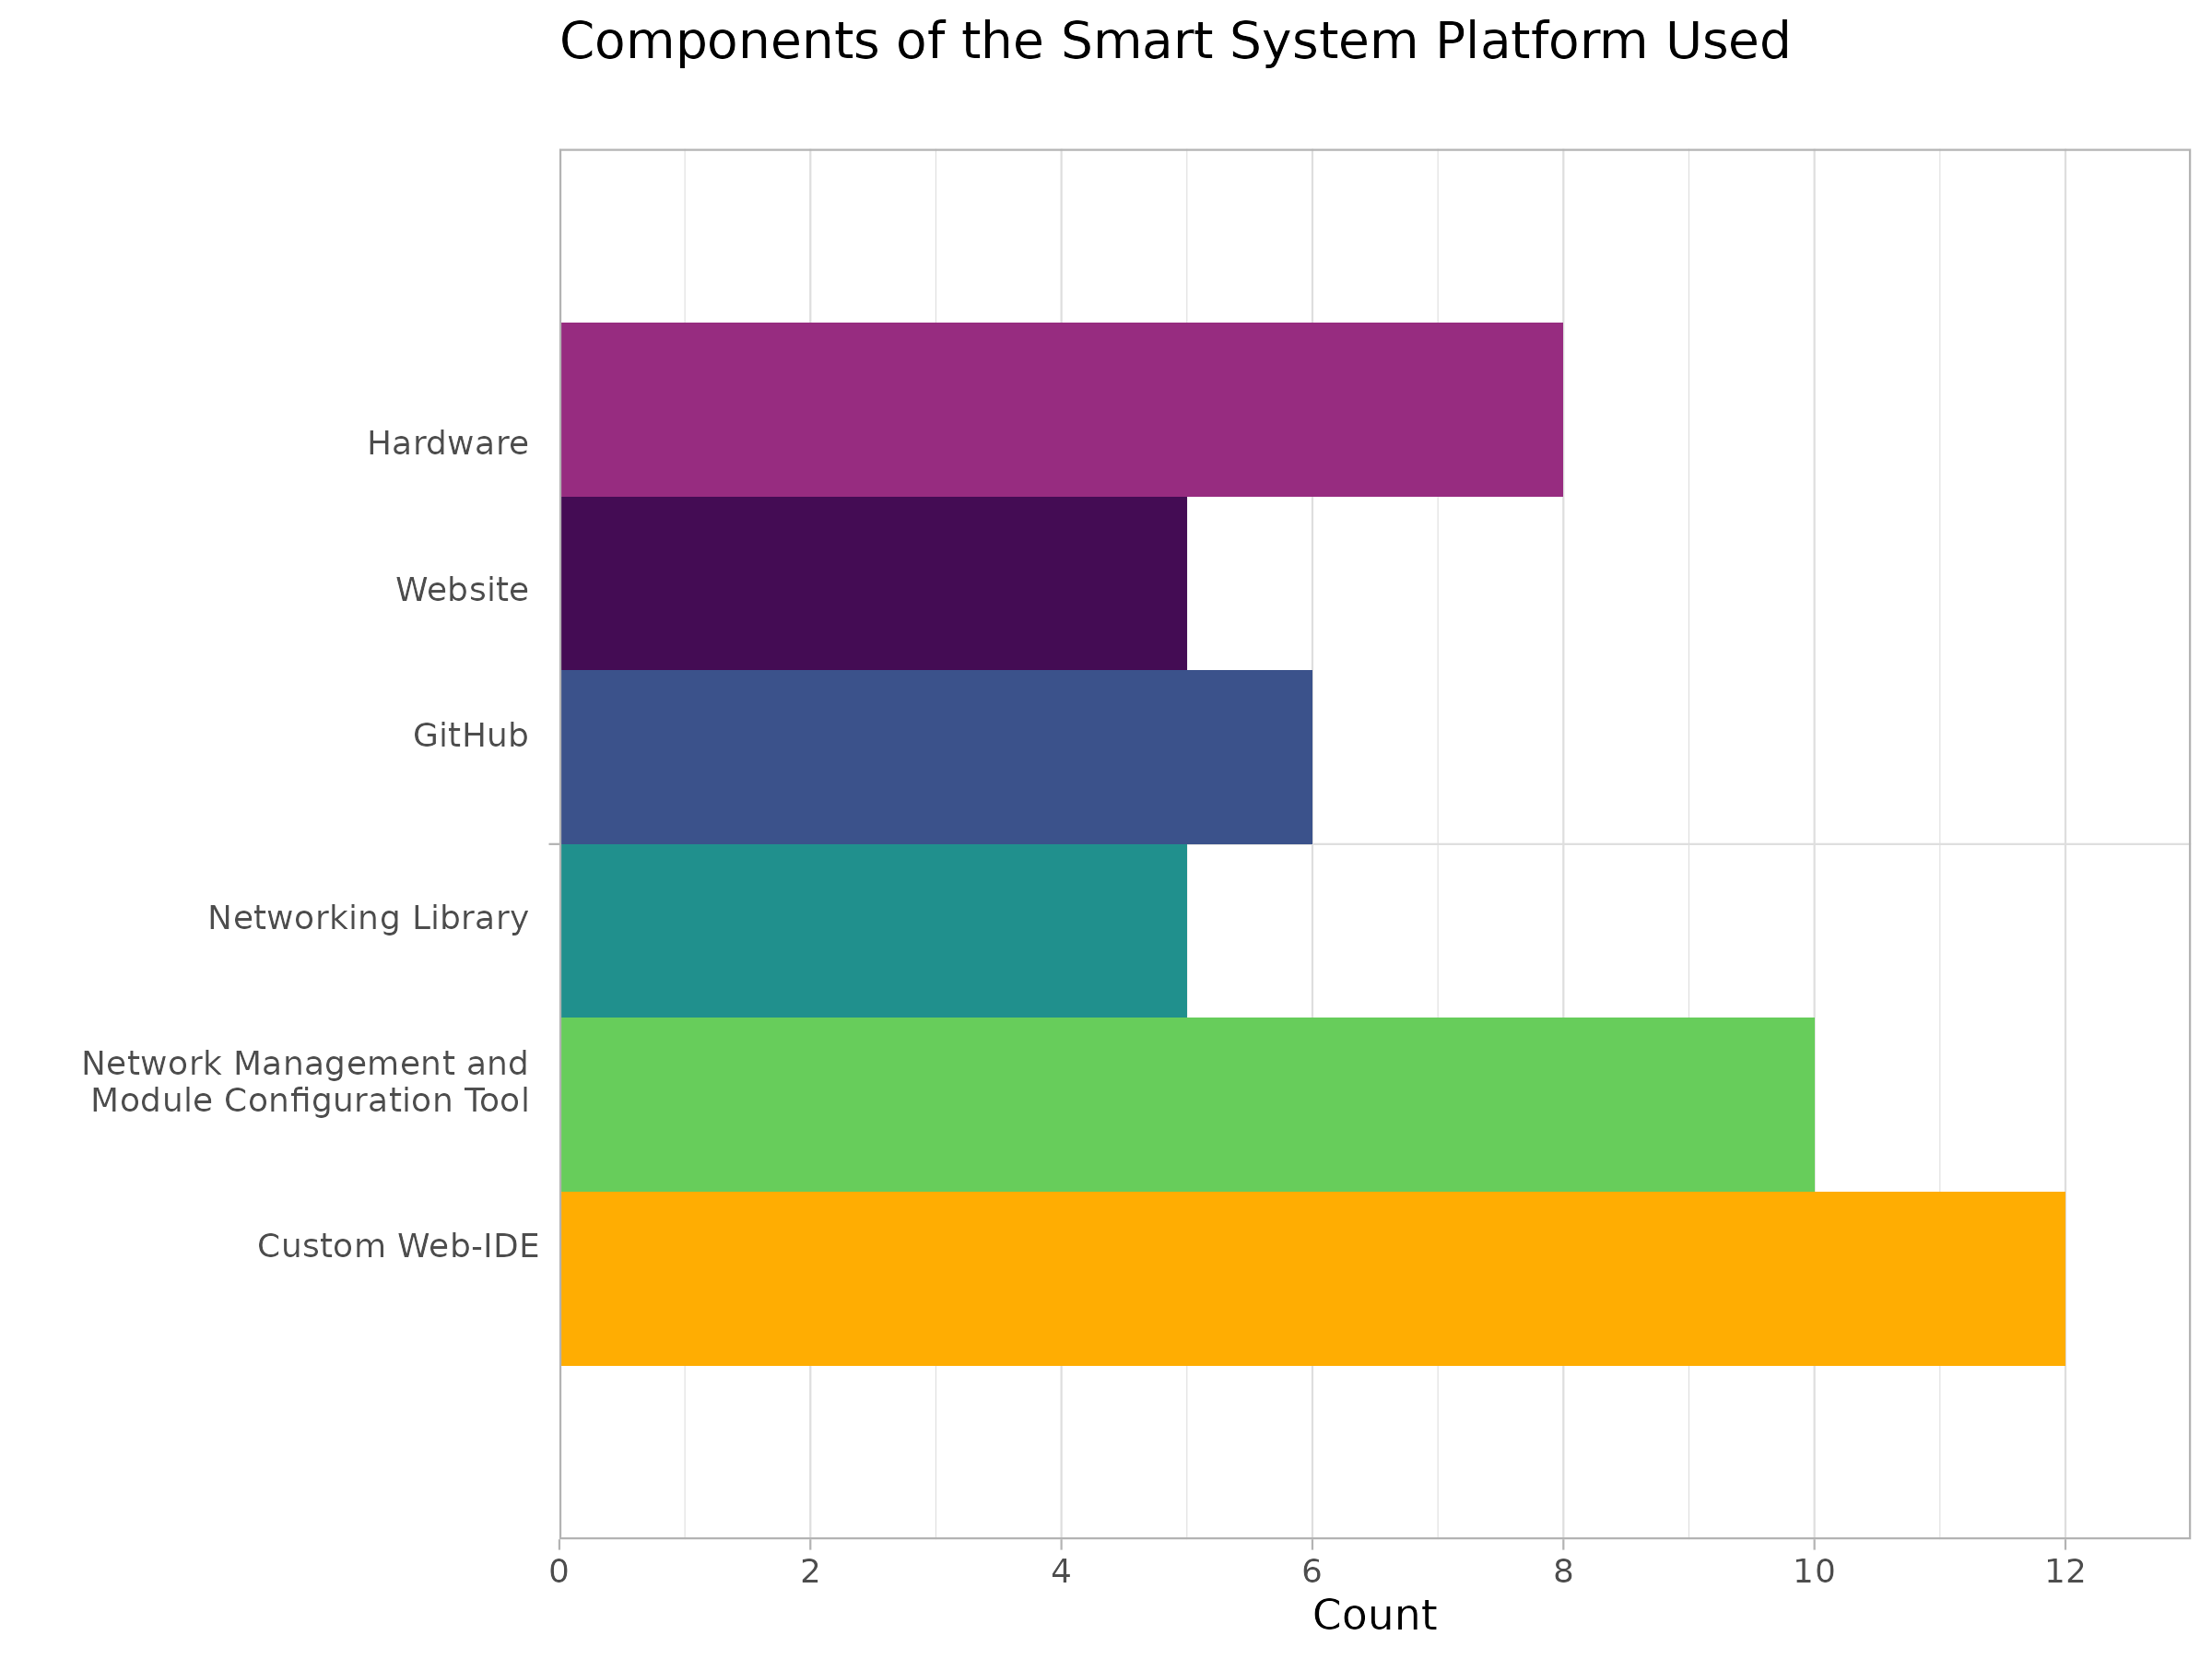 Components of the Smart System Platform Used
Hardware
Website
GitHub
Networking Library
Network Management and
Module Configuration Tool
Custom Web-IDE
0 2 4 6 8 10 12
Count